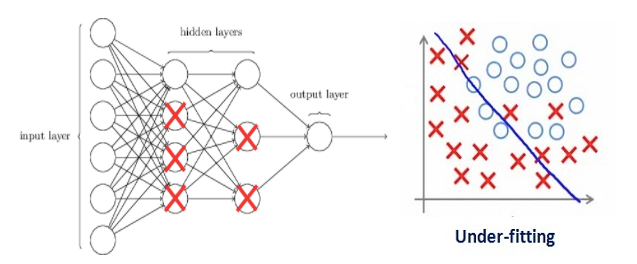 hidden layers
output layer
input layer
Under-fitting